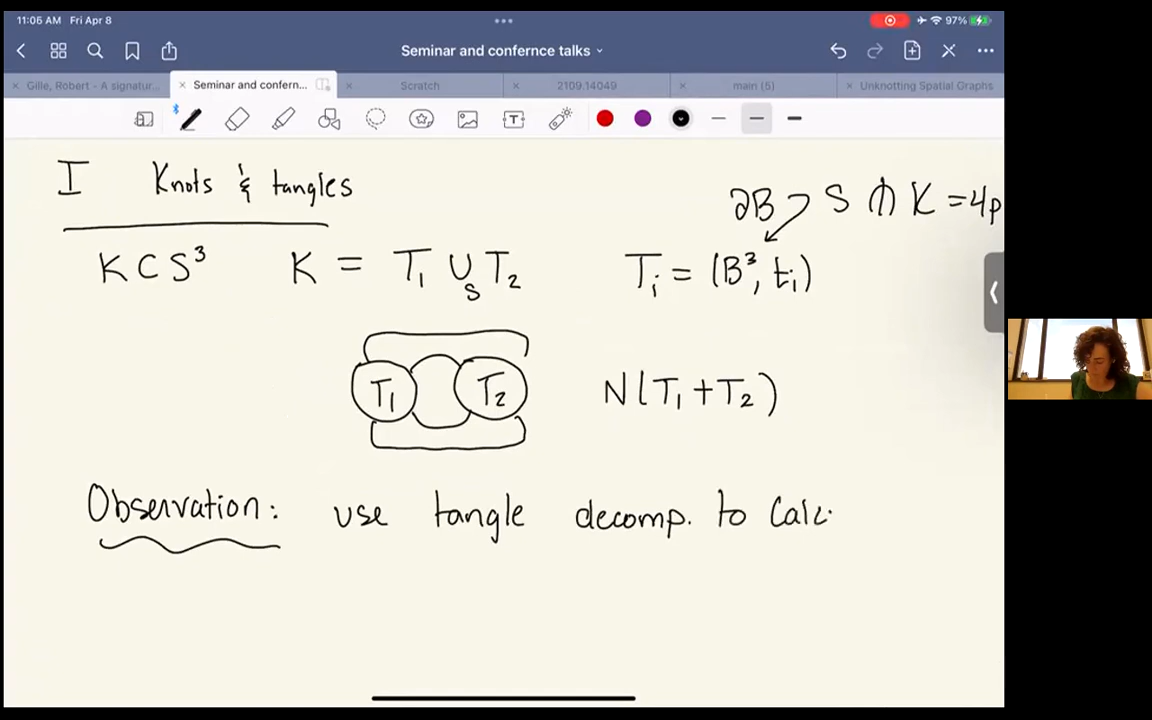 11:06 AM Fri Apr 8
97%
Seminar and confernce talks
Gille, Robert - A signatur...
Seminar and confern...
Scratch
2109.14049
main (5)
Unknotting Spatial Graphs
I Knots & tangles
∂B S ⋔ K = 4p
K ⊂ S³ K = T₁ ∪_S T₂ Tᵢ = (B³, tᵢ)
T₁ T₂ N(T₁ + T₂)
Observation: use tangle decomp. to Calc